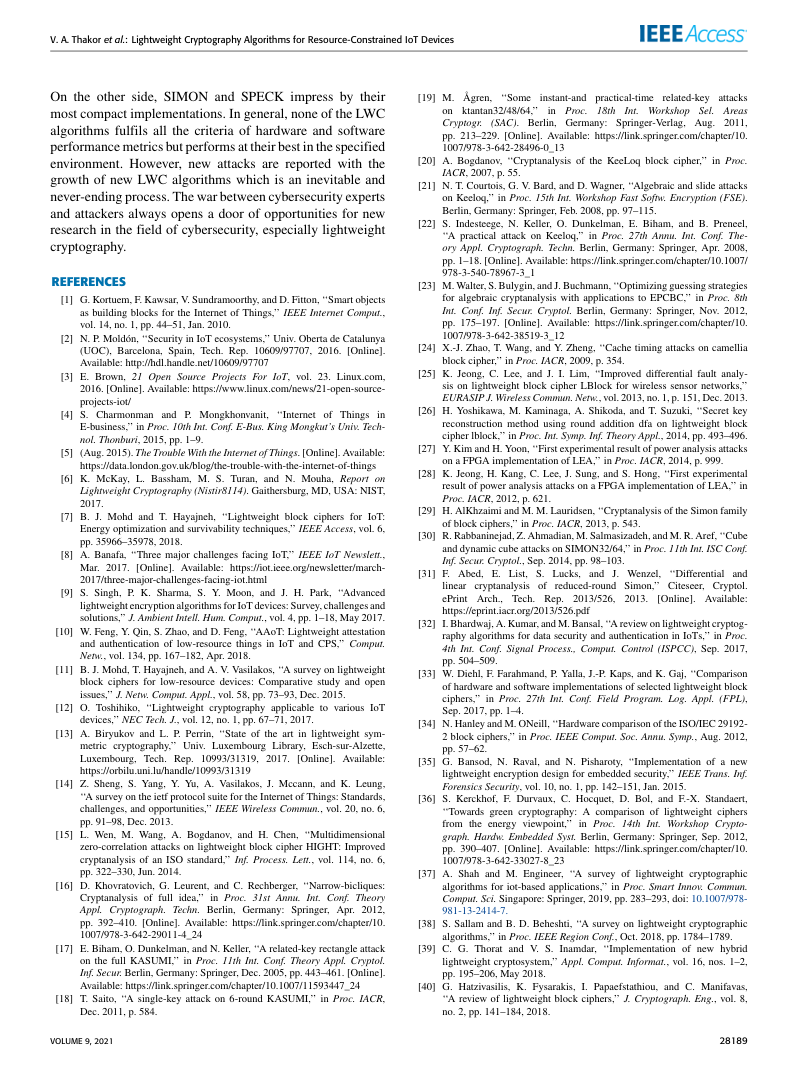 V. A. Thakor et al.: Lightweight Cryptography Algorithms for Resource-Constrained IoT Devices
IEEE Access
On the other side, SIMON and SPECK impress by their
most compact implementations. In general, none of the LWC
algorithms fulfils all the criteria of hardware and software
performance metrics but performs at their best in the specified
environment. However, new attacks are reported with the
growth of new LWC algorithms which is an inevitable and
never-ending process. The war between cybersecurity experts
and attackers always opens a door of opportunities for new
research in the field of cybersecurity, especially lightweight
cryptography.
REFERENCES
[1] G. Kortuem, F. Kawsar, V. Sundramoorthy, and D. Fitton, ‘‘Smart objects
as building blocks for the Internet of Things,’’ IEEE Internet Comput.,
vol. 14, no. 1, pp. 44–51, Jan. 2010.
[2] N. P. Moldón, ‘‘Security in IoT ecosystems,’’ Univ. Oberta de Catalunya
(UOC), Barcelona, Spain, Tech. Rep. 10609/97707, 2016. [Online].
Available: http://hdl.handle.net/10609/97707
[3] E. Brown, 21 Open Source Projects For IoT, vol. 23. Linux.com,
2016. [Online]. Available: https://www.linux.com/news/21-open-source-
projects-iot/
[4] S. Charmonman and P. Mongkhonvanit, ‘‘Internet of Things in
E-business,’’ in Proc. 10th Int. Conf. E-Bus. King Mongkut’s Univ. Tech-
nol. Thonburi, 2015, pp. 1–9.
[5] (Aug. 2015). The Trouble With the Internet of Things. [Online]. Available:
https://data.london.gov.uk/blog/the-trouble-with-the-internet-of-things
[6] K. McKay, L. Bassham, M. S. Turan, and N. Mouha, Report on
Lightweight Cryptography (Nistir8114). Gaithersburg, MD, USA: NIST,
2017.
[7] B. J. Mohd and T. Hayajneh, ‘‘Lightweight block ciphers for IoT:
Energy optimization and survivability techniques,’’ IEEE Access, vol. 6,
pp. 35966–35978, 2018.
[8] A. Banafa, ‘‘Three major challenges facing IoT,’’ IEEE IoT Newslett.,
Mar. 2017. [Online]. Available: https://iot.ieee.org/newsletter/march-
2017/three-major-challenges-facing-iot.html
[9] S. Singh, P. K. Sharma, S. Y. Moon, and J. H. Park, ‘‘Advanced
lightweight encryption algorithms for IoT devices: Survey, challenges and
solutions,’’ J. Ambient Intell. Hum. Comput., vol. 4, pp. 1–18, May 2017.
[10] W. Feng, Y. Qin, S. Zhao, and D. Feng, ‘‘AAoT: Lightweight attestation
and authentication of low-resource things in IoT and CPS,’’ Comput.
Netw., vol. 134, pp. 167–182, Apr. 2018.
[11] B. J. Mohd, T. Hayajneh, and A. V. Vasilakos, ‘‘A survey on lightweight
block ciphers for low-resource devices: Comparative study and open
issues,’’ J. Netw. Comput. Appl., vol. 58, pp. 73–93, Dec. 2015.
[12] O. Toshihiko, ‘‘Lightweight cryptography applicable to various IoT
devices,’’ NEC Tech. J., vol. 12, no. 1, pp. 67–71, 2017.
[13] A. Biryukov and L. P. Perrin, ‘‘State of the art in lightweight sym-
metric cryptography,’’ Univ. Luxembourg Library, Esch-sur-Alzette,
Luxembourg, Tech. Rep. 10993/31319, 2017. [Online]. Available:
https://orbilu.uni.lu/handle/10993/31319
[14] Z. Sheng, S. Yang, Y. Yu, A. Vasilakos, J. Mccann, and K. Leung,
‘‘A survey on the ietf protocol suite for the Internet of Things: Standards,
challenges, and opportunities,’’ IEEE Wireless Commun., vol. 20, no. 6,
pp. 91–98, Dec. 2013.
[15] L. Wen, M. Wang, A. Bogdanov, and H. Chen, ‘‘Multidimensional
zero-correlation attacks on lightweight block cipher HIGHT: Improved
cryptanalysis of an ISO standard,’’ Inf. Process. Lett., vol. 114, no. 6,
pp. 322–330, Jun. 2014.
[16] D. Khovratovich, G. Leurent, and C. Rechberger, ‘‘Narrow-bicliques:
Cryptanalysis of full idea,’’ in Proc. 31st Annu. Int. Conf. Theory
Appl. Cryptograph. Techn. Berlin, Germany: Springer, Apr. 2012,
pp. 392–410. [Online]. Available: https://link.springer.com/chapter/10.
1007/978-3-642-29011-4_24
[17] E. Biham, O. Dunkelman, and N. Keller, ‘‘A related-key rectangle attack
on the full KASUMI,’’ in Proc. 11th Int. Conf. Theory Appl. Cryptol.
Inf. Secur. Berlin, Germany: Springer, Dec. 2005, pp. 443–461. [Online].
Available: https://link.springer.com/chapter/10.1007/11593447_24
[18] T. Saito, ‘‘A single-key attack on 6-round KASUMI,’’ in Proc. IACR,
Dec. 2011, p. 584.
[19] M. Ågren, ‘‘Some instant-and practical-time related-key attacks
on ktantan32/48/64,’’ in Proc. 18th Int. Workshop Sel. Areas
Cryptogr. (SAC). Berlin, Germany: Springer-Verlag, Aug. 2011,
pp. 213–229. [Online]. Available: https://link.springer.com/chapter/10.
1007/978-3-642-28496-0_13
[20] A. Bogdanov, ‘‘Cryptanalysis of the KeeLoq block cipher,’’ in Proc.
IACR, 2007, p. 55.
[21] N. T. Courtois, G. V. Bard, and D. Wagner, ‘‘Algebraic and slide attacks
on Keeloq,’’ in Proc. 15th Int. Workshop Fast Softw. Encryption (FSE).
Berlin, Germany: Springer, Feb. 2008, pp. 97–115.
[22] S. Indesteege, N. Keller, O. Dunkelman, E. Biham, and B. Preneel,
‘‘A practical attack on Keeloq,’’ in Proc. 27th Annu. Int. Conf. The-
ory Appl. Cryptograph. Techn. Berlin, Germany: Springer, Apr. 2008,
pp. 1–18. [Online]. Available: https://link.springer.com/chapter/10.1007/
978-3-540-78967-3_1
[23] M. Walter, S. Bulygin, and J. Buchmann, ‘‘Optimizing guessing strategies
for algebraic cryptanalysis with applications to EPCBC,’’ in Proc. 8th
Int. Conf. Inf. Secur. Cryptol. Berlin, Germany: Springer, Nov. 2012,
pp. 175–197. [Online]. Available: https://link.springer.com/chapter/10.
1007/978-3-642-38519-3_12
[24] X.-J. Zhao, T. Wang, and Y. Zheng, ‘‘Cache timing attacks on camellia
block cipher,’’ in Proc. IACR, 2009, p. 354.
[25] K. Jeong, C. Lee, and J. I. Lim, ‘‘Improved differential fault analy-
sis on lightweight block cipher LBlock for wireless sensor networks,’’
EURASIP J. Wireless Commun. Netw., vol. 2013, no. 1, p. 151, Dec. 2013.
[26] H. Yoshikawa, M. Kaminaga, A. Shikoda, and T. Suzuki, ‘‘Secret key
reconstruction method using round addition dfa on lightweight block
cipher lblock,’’ in Proc. Int. Symp. Inf. Theory Appl., 2014, pp. 493–496.
[27] Y. Kim and H. Yoon, ‘‘First experimental result of power analysis attacks
on a FPGA implementation of LEA,’’ in Proc. IACR, 2014, p. 999.
[28] K. Jeong, H. Kang, C. Lee, J. Sung, and S. Hong, ‘‘First experimental
result of power analysis attacks on a FPGA implementation of LEA,’’ in
Proc. IACR, 2012, p. 621.
[29] H. AlKhzaimi and M. M. Lauridsen, ‘‘Cryptanalysis of the Simon family
of block ciphers,’’ in Proc. IACR, 2013, p. 543.
[30] R. Rabbaninejad, Z. Ahmadian, M. Salmasizadeh, and M. R. Aref, ‘‘Cube
and dynamic cube attacks on SIMON32/64,’’ in Proc. 11th Int. ISC Conf.
Inf. Secur. Cryptol., Sep. 2014, pp. 98–103.
[31] F. Abed, E. List, S. Lucks, and J. Wenzel, ‘‘Differential and
linear cryptanalysis of reduced-round Simon,’’ Citeseer, Cryptol.
ePrint Arch., Tech. Rep. 2013/526, 2013. [Online]. Available:
https://eprint.iacr.org/2013/526.pdf
[32] I. Bhardwaj, A. Kumar, and M. Bansal, ‘‘A review on lightweight cryptog-
raphy algorithms for data security and authentication in IoTs,’’ in Proc.
4th Int. Conf. Signal Process., Comput. Control (ISPCC), Sep. 2017,
pp. 504–509.
[33] W. Diehl, F. Farahmand, P. Yalla, J.-P. Kaps, and K. Gaj, ‘‘Comparison
of hardware and software implementations of selected lightweight block
ciphers,’’ in Proc. 27th Int. Conf. Field Program. Log. Appl. (FPL),
Sep. 2017, pp. 1–4.
[34] N. Hanley and M. ONeill, ‘‘Hardware comparison of the ISO/IEC 29192-
2 block ciphers,’’ in Proc. IEEE Comput. Soc. Annu. Symp., Aug. 2012,
pp. 57–62.
[35] G. Bansod, N. Raval, and N. Pisharoty, ‘‘Implementation of a new
lightweight encryption design for embedded security,’’ IEEE Trans. Inf.
Forensics Security, vol. 10, no. 1, pp. 142–151, Jan. 2015.
[36] S. Kerckhof, F. Durvaux, C. Hocquet, D. Bol, and F.-X. Standaert,
‘‘Towards green cryptography: A comparison of lightweight ciphers
from the energy viewpoint,’’ in Proc. 14th Int. Workshop Crypto-
graph. Hardw. Embedded Syst. Berlin, Germany: Springer, Sep. 2012,
pp. 390–407. [Online]. Available: https://link.springer.com/chapter/10.
1007/978-3-642-33027-8_23
[37] A. Shah and M. Engineer, ‘‘A survey of lightweight cryptographic
algorithms for iot-based applications,’’ in Proc. Smart Innov. Commun.
Comput. Sci. Singapore: Springer, 2019, pp. 283–293, doi: 10.1007/978-
981-13-2414-7.
[38] S. Sallam and B. D. Beheshti, ‘‘A survey on lightweight cryptographic
algorithms,’’ in Proc. IEEE Region Conf., Oct. 2018, pp. 1784–1789.
[39] C. G. Thorat and V. S. Inamdar, ‘‘Implementation of new hybrid
lightweight cryptosystem,’’ Appl. Comput. Informat., vol. 16, nos. 1–2,
pp. 195–206, May 2018.
[40] G. Hatzivasilis, K. Fysarakis, I. Papaefstathiou, and C. Manifavas,
‘‘A review of lightweight block ciphers,’’ J. Cryptograph. Eng., vol. 8,
no. 2, pp. 141–184, 2018.
VOLUME 9, 2021
28189